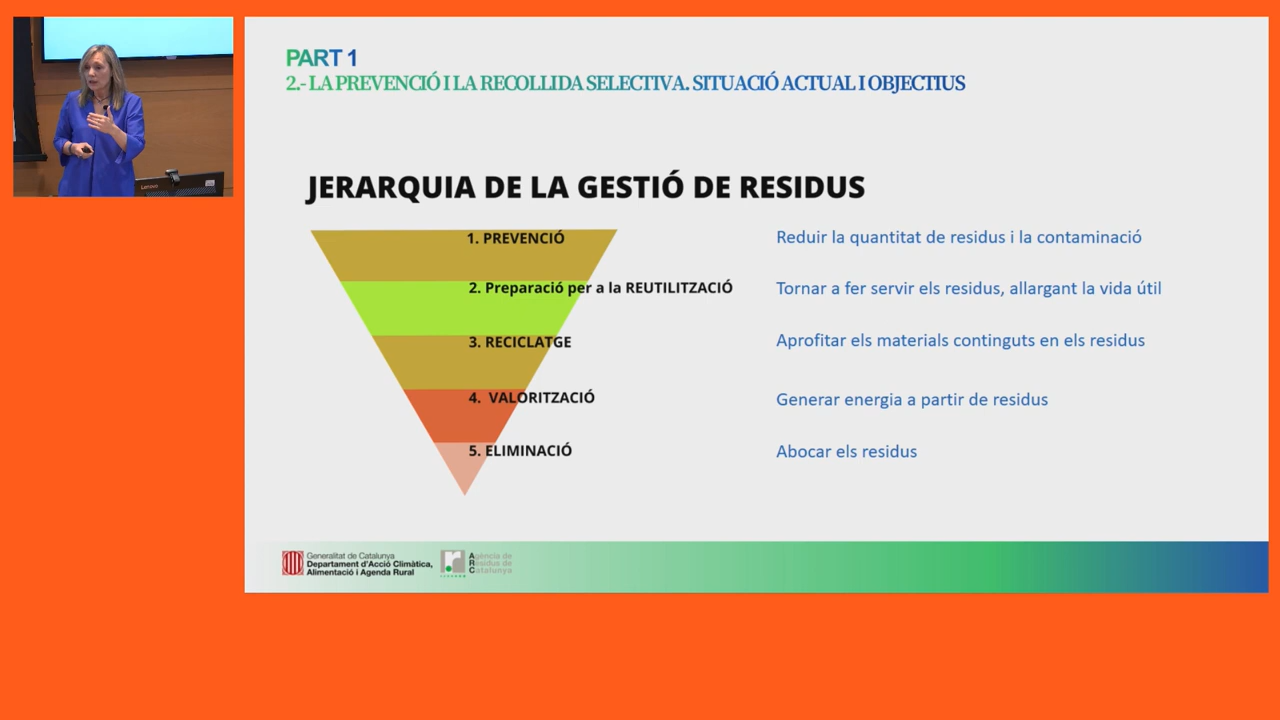 PART 1
2.- LA PREVENCIÓ I LA RECOLLIDA SELECTIVA. SITUACIÓ ACTUAL I OBJECTIUS
JERARQUIA DE LA GESTIÓ DE RESIDUS
1. PREVENCIÓ
Reduir la quantitat de residus i la contaminació
2. Preparació per a la REUTILITZACIÓ
Tornar a fer servir els residus, allargant la vida útil
3. RECICLATGE
Aprofitar els materials continguts en els residus
4. VALORITZACIÓ
Generar energia a partir de residus
5. ELIMINACIÓ
Abocar els residus
Generalitat de Catalunya
Departament d'Acció Climàtica,
Alimentació i Agenda Rural
Agència de
Residus de
Catalunya
Lenovo